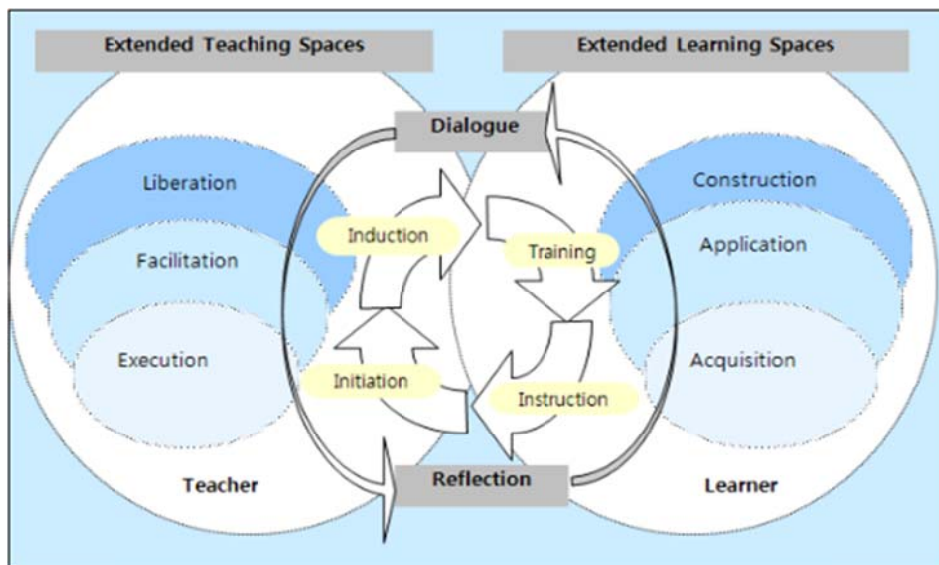 Extended Teaching Spaces
Extended Learning Spaces
Dialogue
Liberation
Construction
Induction
Training
Facilitation
Application
Execution
Acquisition
Initiation
Instruction
Teacher
Reflection
Learner